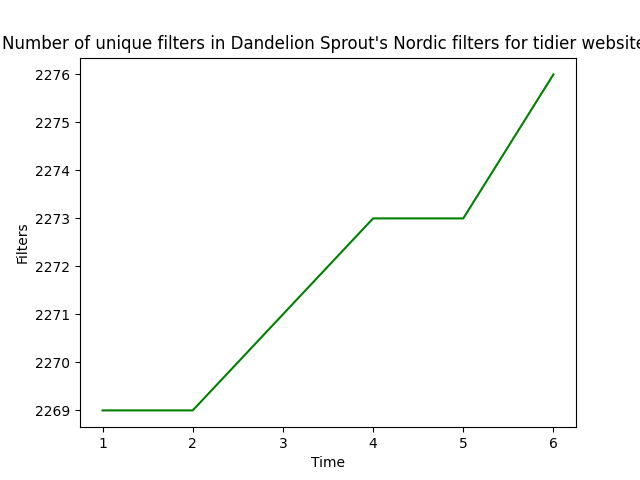 Number of unique filters in Dandelion Sprout's Nordic filters for tidier website
2276
2275
2274
2273
2272
2271
2270
2269
Filters
1 2 3 4 5 6
Time